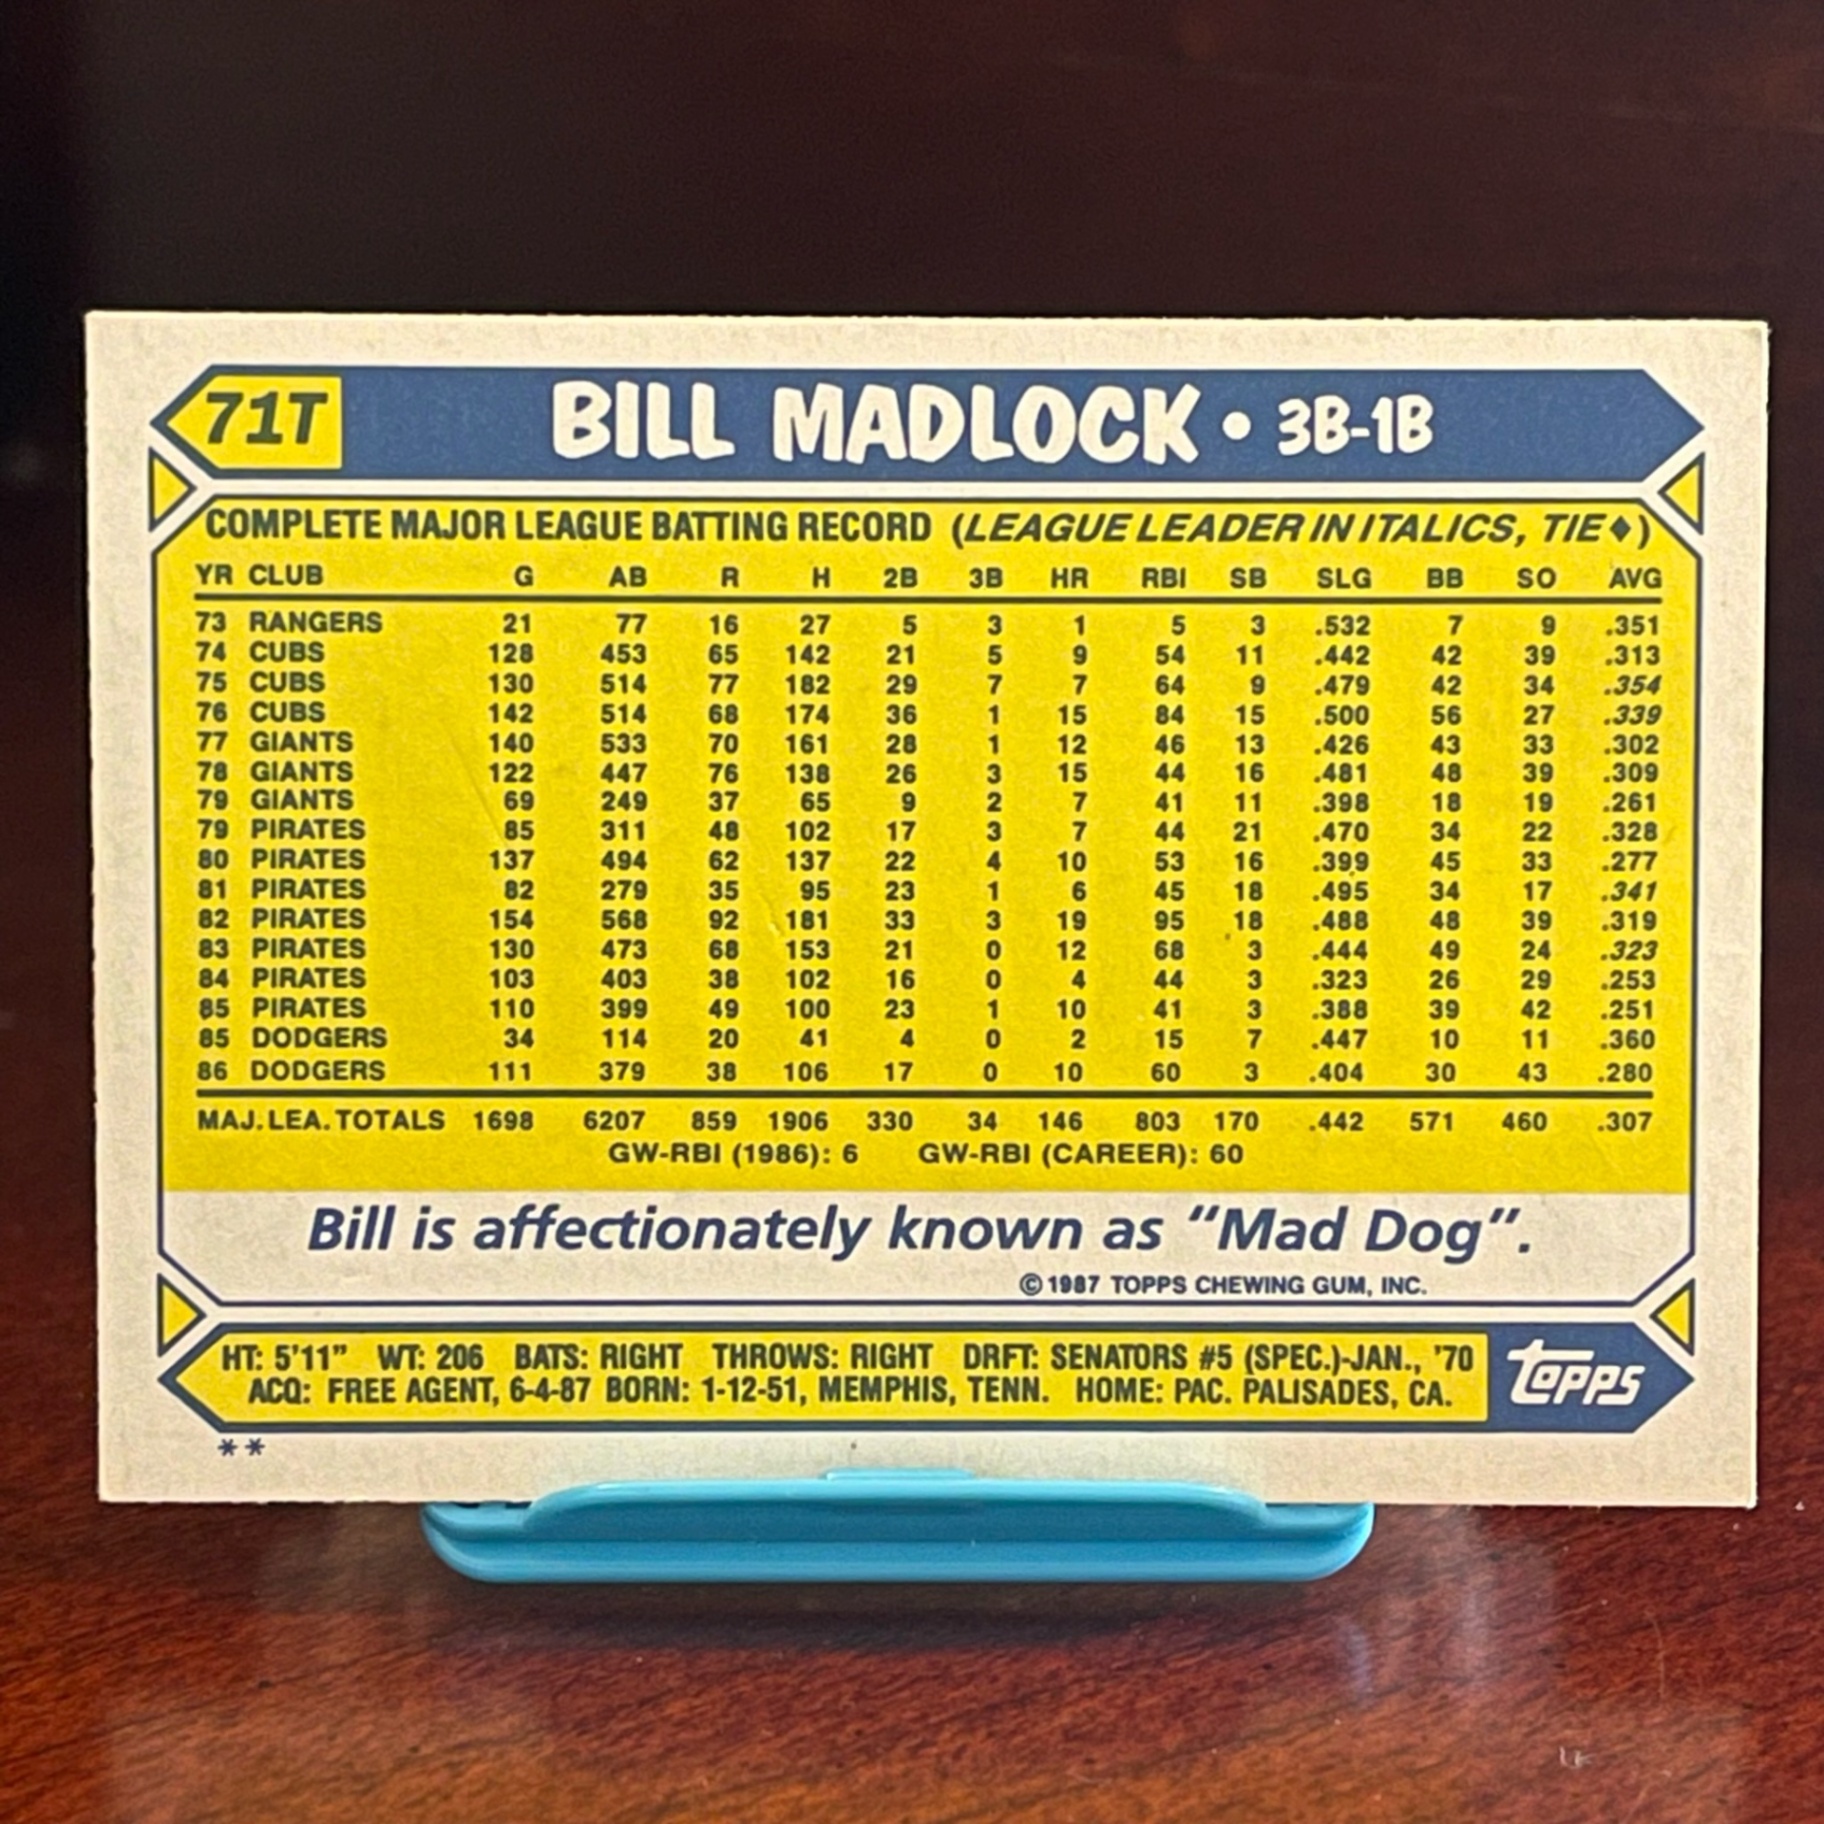 71T BILL MADLOCK • 3B-1B
COMPLETE MAJOR LEAGUE BATTING RECORD (LEAGUE LEADER IN ITALICS, TIE♦)
YR CLUB G AB R H 2B 3B HR RBI SB SLG BB SO AVG
73 RANGERS 21 77 16 27 5 3 1 5 3 .532 7 9 .351
74 CUBS 128 453 65 142 21 5 9 54 11 .442 42 39 .313
75 CUBS 130 514 77 182 29 7 7 64 9 .479 42 34 .354
76 CUBS 142 514 68 174 36 1 15 84 15 .500 56 27 .339
77 GIANTS 140 533 70 161 28 1 12 46 13 .426 43 33 .302
78 GIANTS 122 447 76 138 26 3 15 44 16 .481 48 39 .309
79 GIANTS 69 249 37 65 9 2 7 41 11 .398 18 19 .261
79 PIRATES 85 311 48 102 17 3 7 44 21 .470 34 22 .328
80 PIRATES 137 494 62 137 22 4 10 53 16 .399 45 33 .277
81 PIRATES 82 279 35 95 23 1 6 45 18 .495 34 17 .341
82 PIRATES 154 568 92 181 33 3 19 95 18 .488 48 39 .319
83 PIRATES 130 473 68 153 21 0 12 68 3 .444 49 24 .323
84 PIRATES 103 403 38 102 16 0 4 44 3 .323 26 29 .253
85 PIRATES 110 399 49 100 23 1 10 41 3 .388 39 42 .251
85 DODGERS 34 114 20 41 4 0 2 15 7 .447 10 11 .360
86 DODGERS 111 379 38 106 17 0 10 60 3 .404 30 43 .280
MAJ.LEA.TOTALS 1698 6207 859 1906 330 34 146 803 170 .442 571 460 .307
GW-RBI (1986): 6 GW-RBI (CAREER): 60
Bill is affectionately known as “Mad Dog”.
© 1987 TOPPS CHEWING GUM, INC.
HT: 5'11" WT: 206 BATS: RIGHT THROWS: RIGHT DRFT: SENATORS #5 (SPEC.)-JAN., '70
ACQ: FREE AGENT, 6-4-87 BORN: 1-12-51, MEMPHIS, TENN. HOME: PAC. PALISADES, CA.
Topps
**